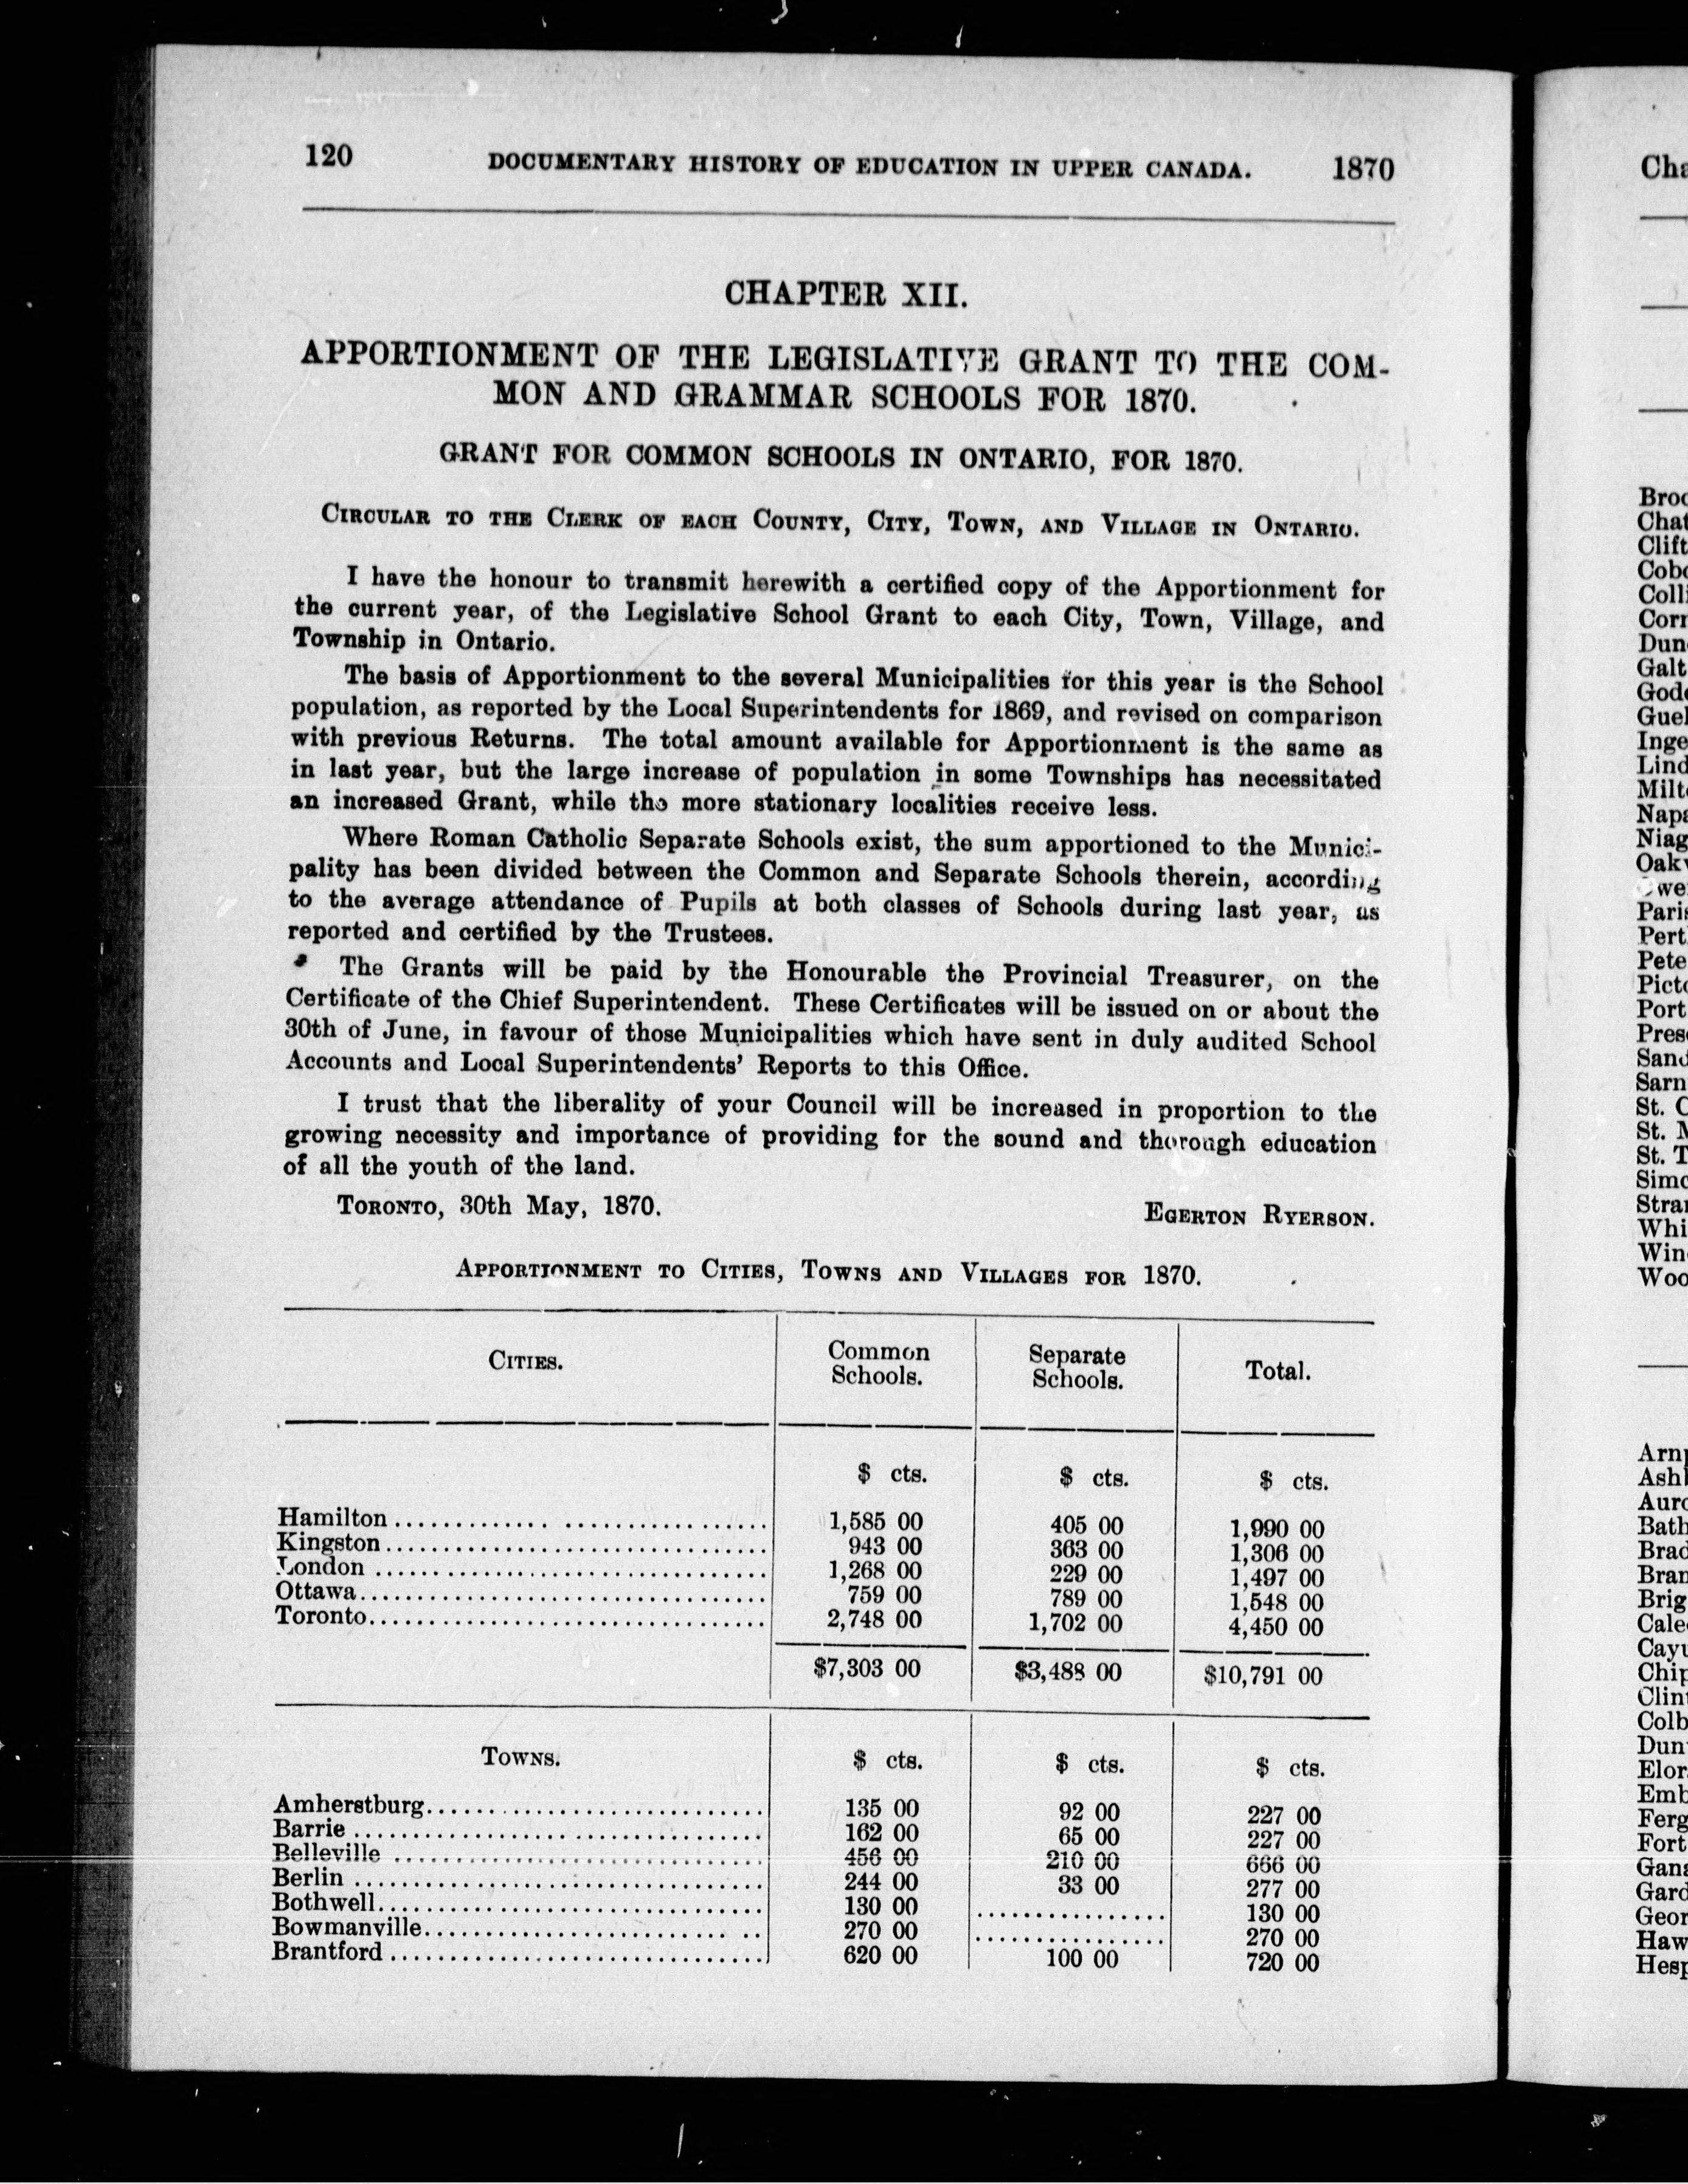 120 DOCUMENTARY HISTORY OF EDUCATION IN UPPER CANADA. 1870
CHAPTER XII.
APPORTIONMENT OF THE LEGISLATIVE GRANT TO THE COM-
MON AND GRAMMAR SCHOOLS FOR 1870.
GRANT FOR COMMON SCHOOLS IN ONTARIO, FOR 1870.
CIRCULAR TO THE CLERK OF EACH COUNTY, CITY, TOWN, AND VILLAGE IN ONTARIO.
I have the honour to transmit herewith a certified copy of the Apportionment for
the current year, of the Legislative School Grant to each City, Town, Village, and
Township in Ontario.
The basis of Apportionment to the several Municipalities for this year is the School
population, as reported by the Local Superintendents for 1869, and revised on comparison
with previous Returns. The total amount available for Apportionment is the same as
in last year, but the large increase of population in some Townships has necessitated
an increased Grant, while the more stationary localities receive less.
Where Roman Catholic Separate Schools exist, the sum apportioned to the Munici-
pality has been divided between the Common and Separate Schools therein, according
to the average attendance of Pupils at both classes of Schools during last year, as
reported and certified by the Trustees.
The Grants will be paid by the Honourable the Provincial Treasurer, on the
Certificate of the Chief Superintendent. These Certificates will be issued on or about the
30th of June, in favour of those Municipalities which have sent in duly audited School
Accounts and Local Superintendents' Reports to this Office.
I trust that the liberality of your Council will be increased in proportion to the
growing necessity and importance of providing for the sound and thorough education
of all the youth of the land.
TORONTO, 30th May, 1870. EGERTON RYERSON.
APPORTIONMENT TO CITIES, TOWNS AND VILLAGES FOR 1870.
CITIES. Common Schools. Separate Schools. Total.
$ cts. $ cts. $ cts.
Hamilton 1,585 00 405 00 1,990 00
Kingston 943 00 363 00 1,306 00
London 1,268 00 229 00 1,497 00
Ottawa 759 00 789 00 1,548 00
Toronto 2,748 00 1,702 00 4,450 00
$7,303 00 $3,488 00 $10,791 00
TOWNS. $ cts. $ cts. $ cts.
Amherstburg 135 00 92 00 227 00
Barrie 162 00 65 00 227 00
Belleville 456 00 210 00 666 00
Berlin 244 00 33 00 277 00
Bothwell 130 00 ................ 130 00
Bowmanville 270 00 ................ 270 00
Brantford 620 00 100 00 720 00